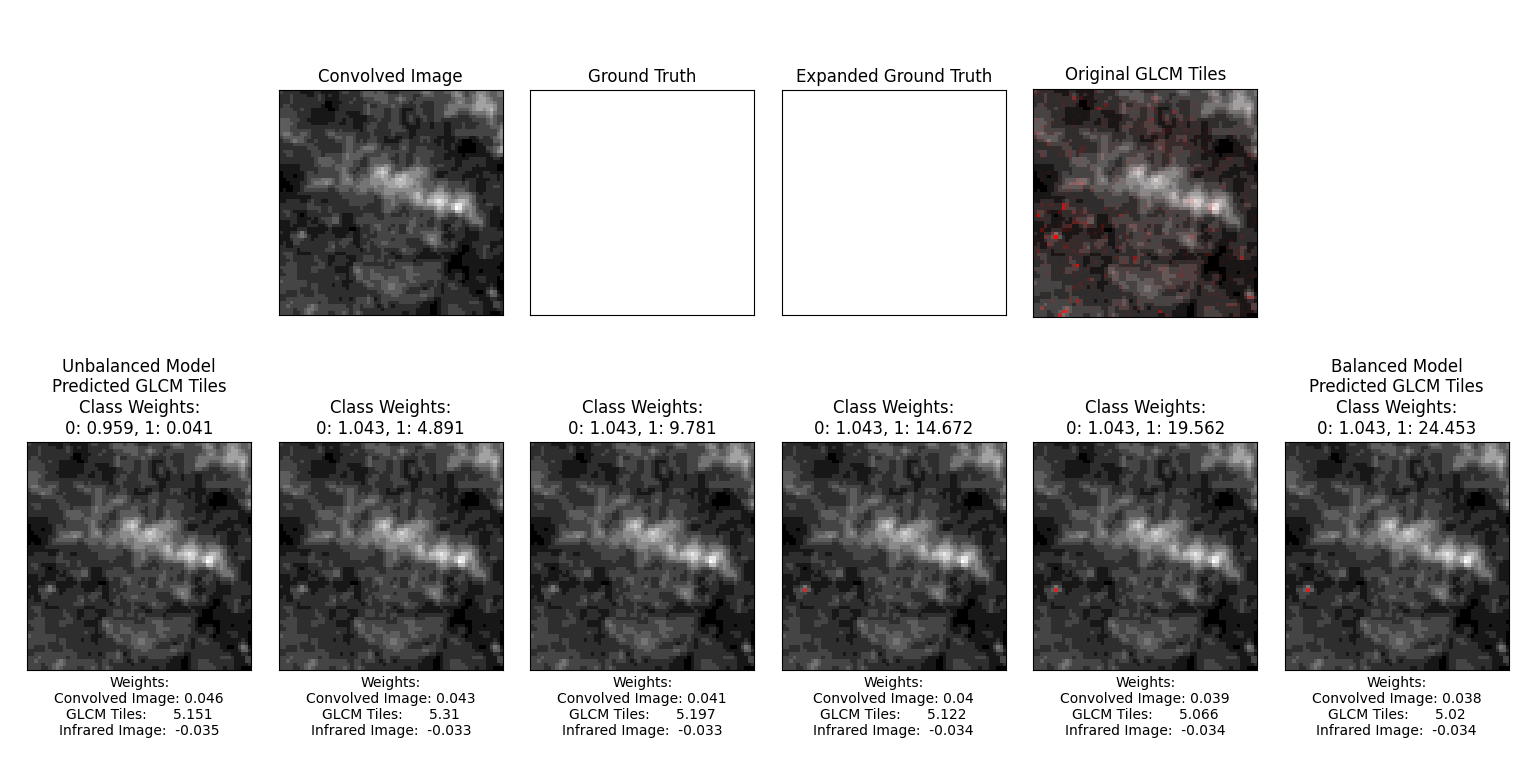 Convolved Image
Ground Truth
Expanded Ground Truth
Original GLCM Tiles
Unbalanced Model
Predicted GLCM Tiles
Class Weights:
0: 0.959, 1: 0.041
Class Weights:
0: 1.043, 1: 4.891
Class Weights:
0: 1.043, 1: 9.781
Class Weights:
0: 1.043, 1: 14.672
Class Weights:
0: 1.043, 1: 19.562
Balanced Model
Predicted GLCM Tiles
Class Weights:
0: 1.043, 1: 24.453
Weights:
Convolved Image: 0.046
GLCM Tiles: 5.151
Infrared Image: -0.035
Weights:
Convolved Image: 0.043
GLCM Tiles: 5.31
Infrared Image: -0.033
Weights:
Convolved Image: 0.041
GLCM Tiles: 5.197
Infrared Image: -0.033
Weights:
Convolved Image: 0.04
GLCM Tiles: 5.122
Infrared Image: -0.034
Weights:
Convolved Image: 0.039
GLCM Tiles: 5.066
Infrared Image: -0.034
Weights:
Convolved Image: 0.038
GLCM Tiles: 5.02
Infrared Image: -0.034